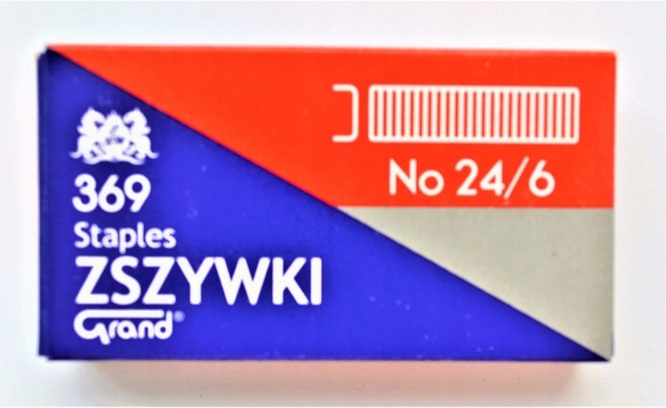 369
Staples
ZSZYWKI
Grand®
No 24/6